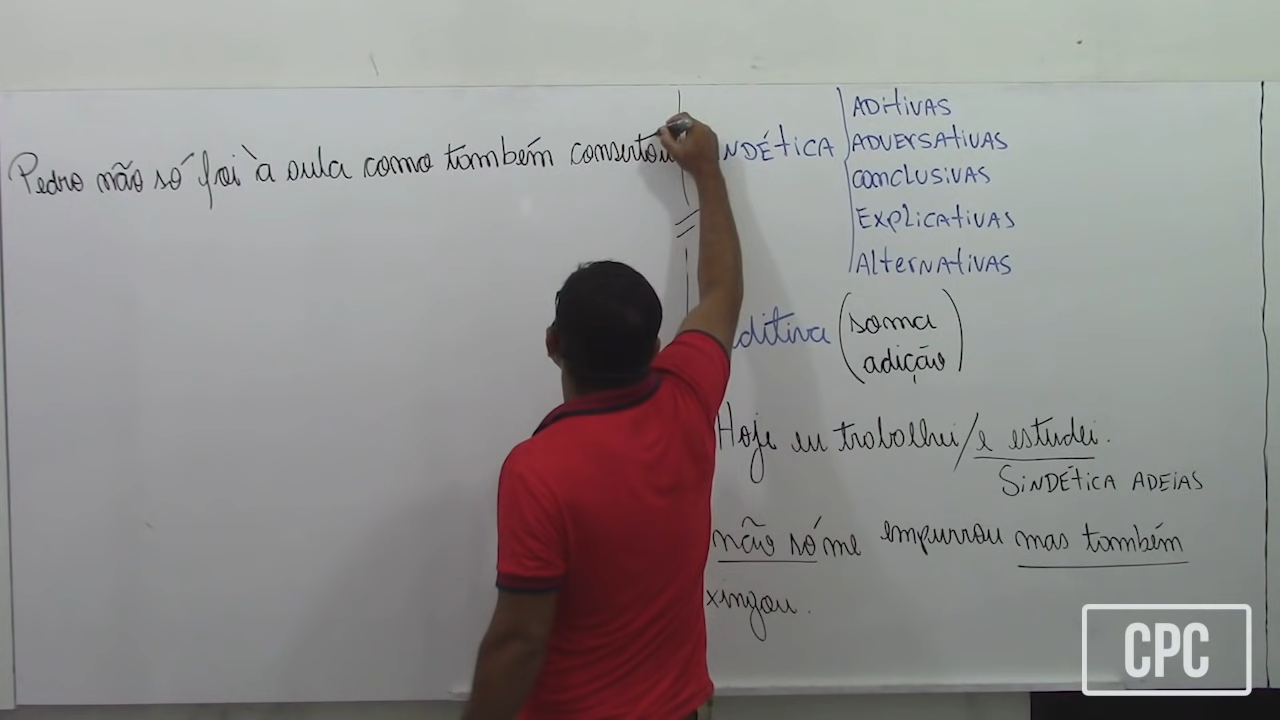 Pedro não só foi à aula como também consertou
NDÉTICA
ADITIVAS
ADVERSATIVAS
CONCLUSIVAS
EXPLICATIVAS
ALTERNATIVAS
ditiva (soma
adição)
Hoje eu trabalhei/e estudei.
SINDÉTICA
não só me empurrou mas também
xingou.
CPC